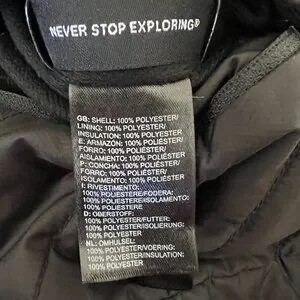 NEVER STOP EXPLORING®
GB: SHELL: 100% POLYESTER/
LINING: 100% POLYESTER/
INSULATION: 100% POLYESTER
E: ARMAZÓN: 100% POLIÉSTER/
FORRO: 100% POLIÉSTER/
AISLAMIENTO: 100% POLIÉSTER
P: CONCHA: 100% POLIÉSTER/
FORRO: 100% POLIÉSTER/
ISOLAMENTO: 100% POLIÉSTER
I: RIVESTIMENTO:
100% POLIESTERE/FODERA:
100% POLIESTERE/ISOLAMENTO:
100% POLIESTERE
D: OBERSTOFF:
100% POLYESTER/FUTTER:
100% POLYESTER/ISOLIERUNG:
100% POLYESTER
NL: OMHULSEL:
100% POLYESTER/VOERING:
100% POLYESTER/INSULATION:
100% POLYESTER